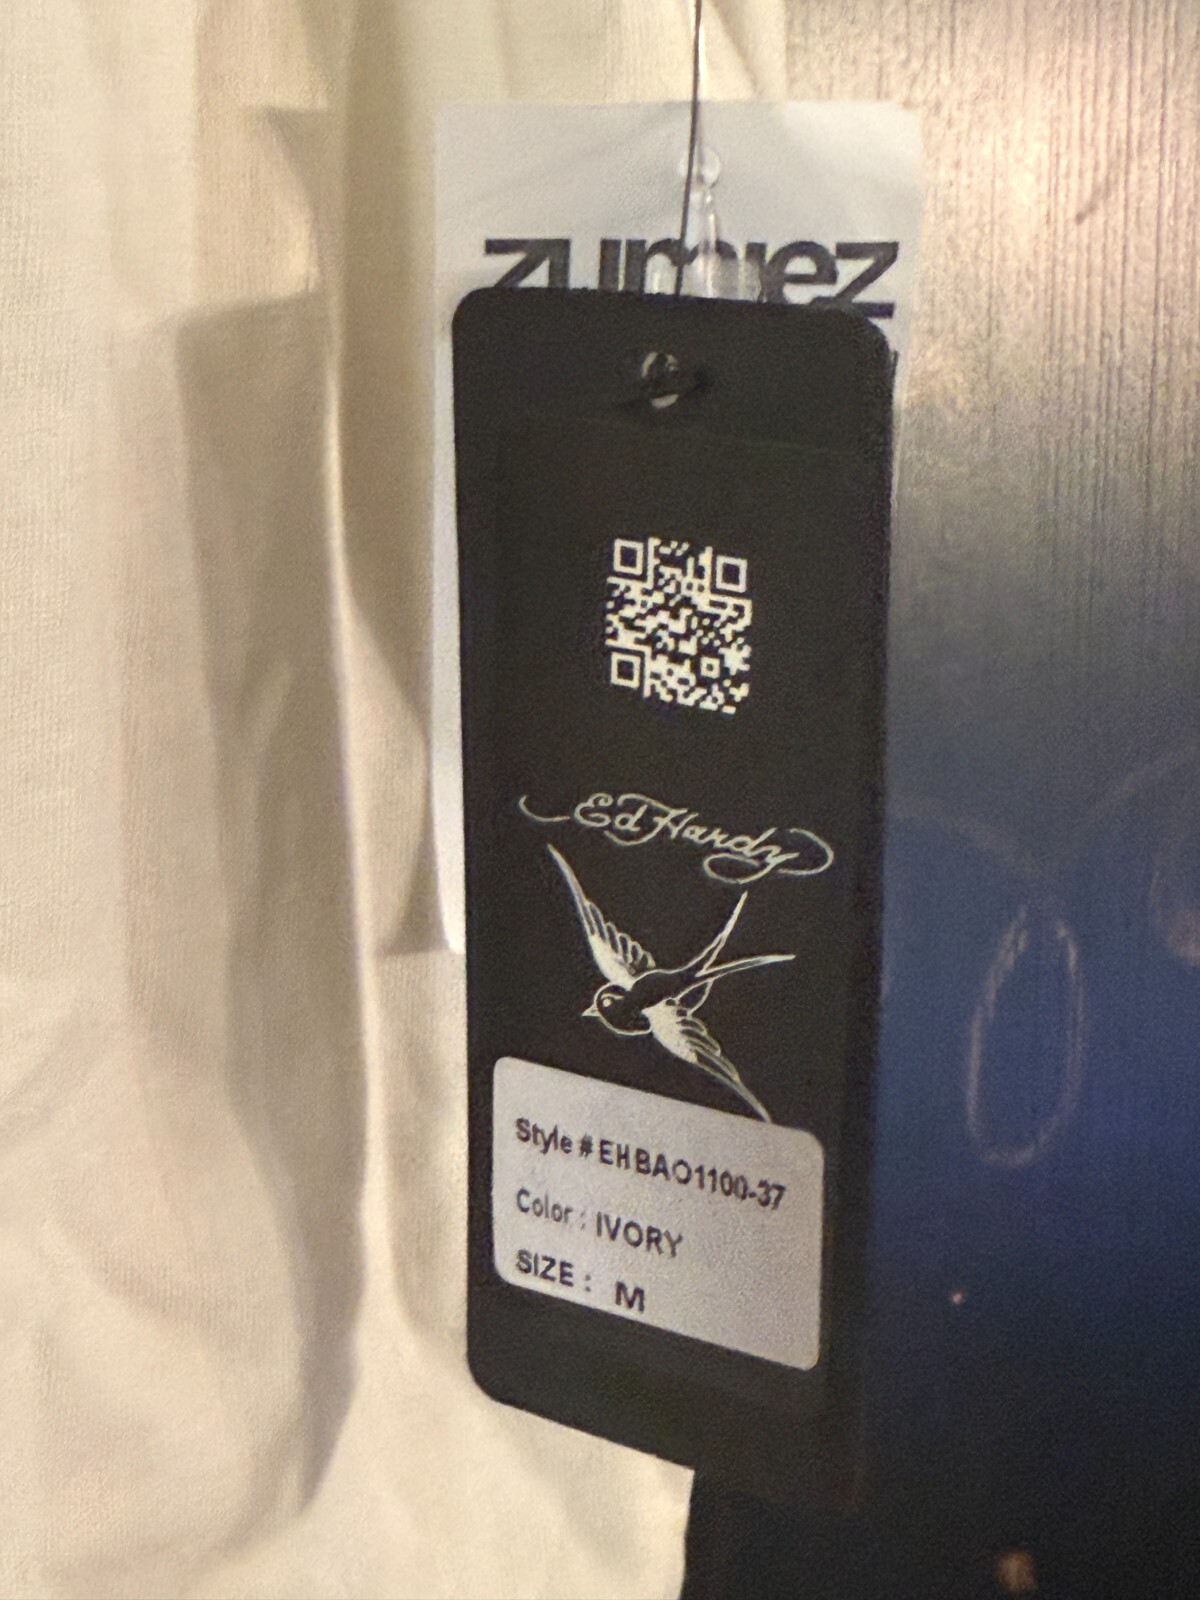 zumiez
Ed Hardy
Style # EHBAO1100-37
Color : IVORY
SIZE : M